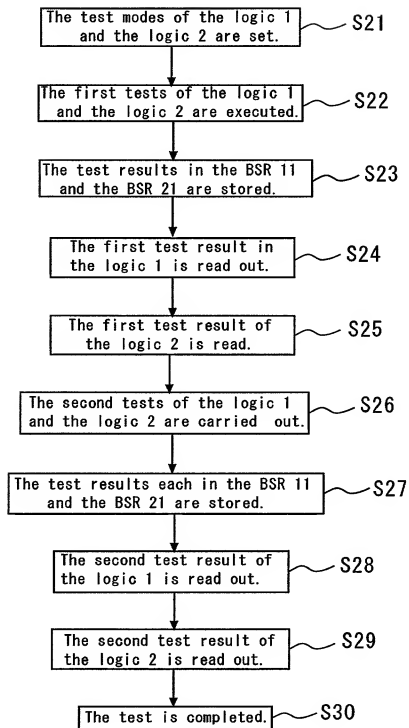 The test modes of the logic 1
and the logic 2 are set.
S21
The first tests of the logic 1
and the logic 2 are executed.
S22
The test results in the BSR 11
and the BSR 21 are stored.
S23
The first test result in
the logic 1 is read out.
S24
The first test result of
the logic 2 is read.
S25
The second tests of the logic 1
and the logic 2 are carried out.
S26
The test results each in the BSR 11
and the BSR 21 are stored.
S27
The second test result of
the logic 1 is read out.
S28
The second test result of
the logic 2 is read out.
S29
The test is completed.
S30